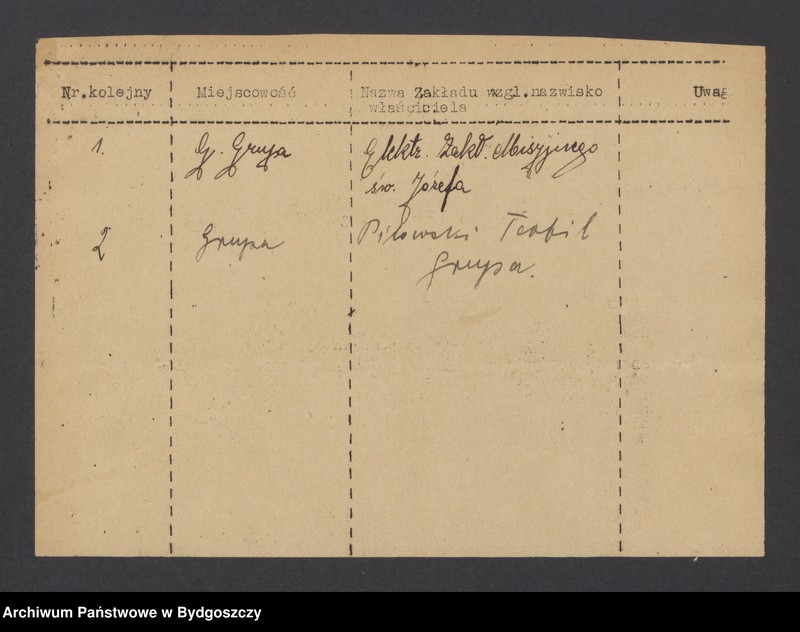 Nr.kolejny Miejscowość Nazwa Zakładu wzgl.nazwisko Uwag
właściciela
1. G. Grupa Elektr. Zakł. Misyjnego
św. Józefa
2 Grupa Piłowski Teofil
Grupa.
Archiwum Państwowe w Bydgoszczy